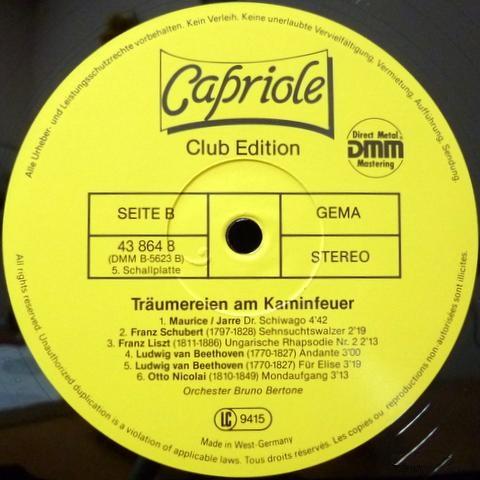 Alle Urheber- und Leistungsschutzrechte vorbehalten. Kein Verleih. Keine unerlaubte Vervielfältigung, Vermietung, Aufführung, Sendung.
Capriole
Club Edition
Direct Metal
DMM
Mastering
SEITE B
GEMA
43 864 8
(DMM B-5623 B)
5. Schallplatte
STEREO
Träumereien am Kaminfeuer
1. Maurice / Jarre Dr. Schiwago 4'42
2. Franz Schubert (1797-1828) Sehnsuchtswalzer 2'19
3. Franz Liszt (1811-1886) Ungarische Rhapsodie Nr. 2 2'13
4. Ludwig van Beethoven (1770-1827) Andante 3'00
5. Ludwig van Beethoven (1770-1827) Für Elise 3'19
6. Otto Nicolai (1810-1849) Mondaufgang 3'13
Orchester Bruno Bertone
LC 9415
Made in West-Germany
All rights reserved. Unauthorized duplication is a violation of applicable laws. Tous droits réservés. Les copies ou reproductions non autorisées sont illicites.